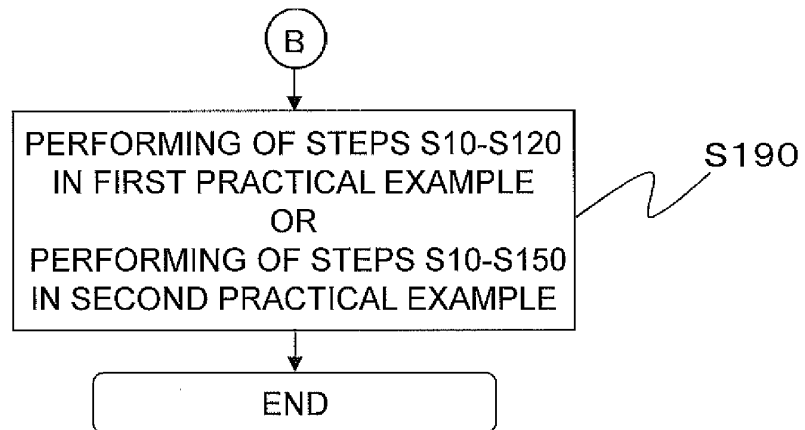 B
PERFORMING OF STEPS S10-S120
IN FIRST PRACTICAL EXAMPLE
OR
PERFORMING OF STEPS S10-S150
IN SECOND PRACTICAL EXAMPLE
S190
END